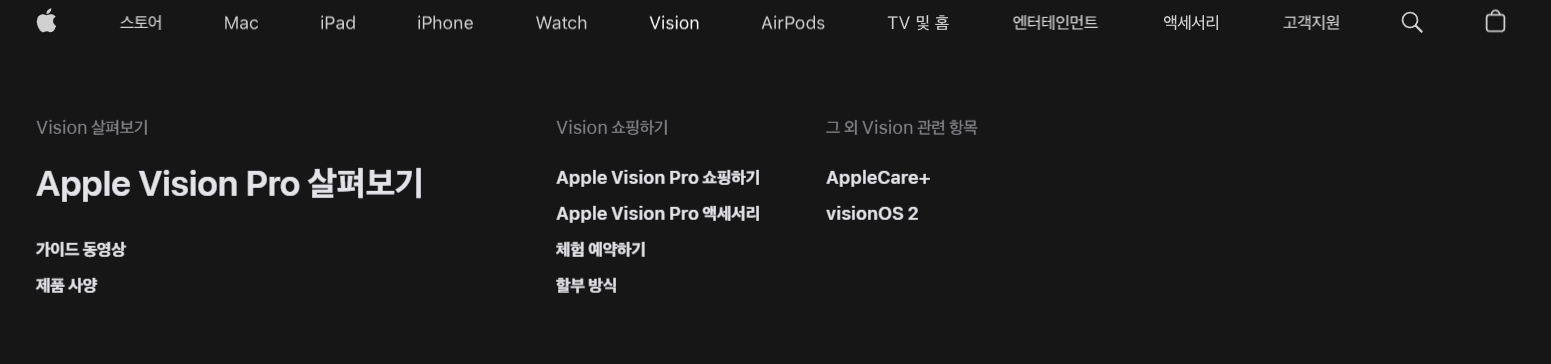 스토어 Mac iPad iPhone Watch Vision AirPods TV 및 홈 엔터테인먼트 액세서리 고객지원
Vision 살펴보기
Apple Vision Pro 살펴보기
가이드 동영상
제품 사양
Vision 쇼핑하기
Apple Vision Pro 쇼핑하기
Apple Vision Pro 액세서리
체험 예약하기
할부 방식
그 외 Vision 관련 항목
AppleCare+
visionOS 2